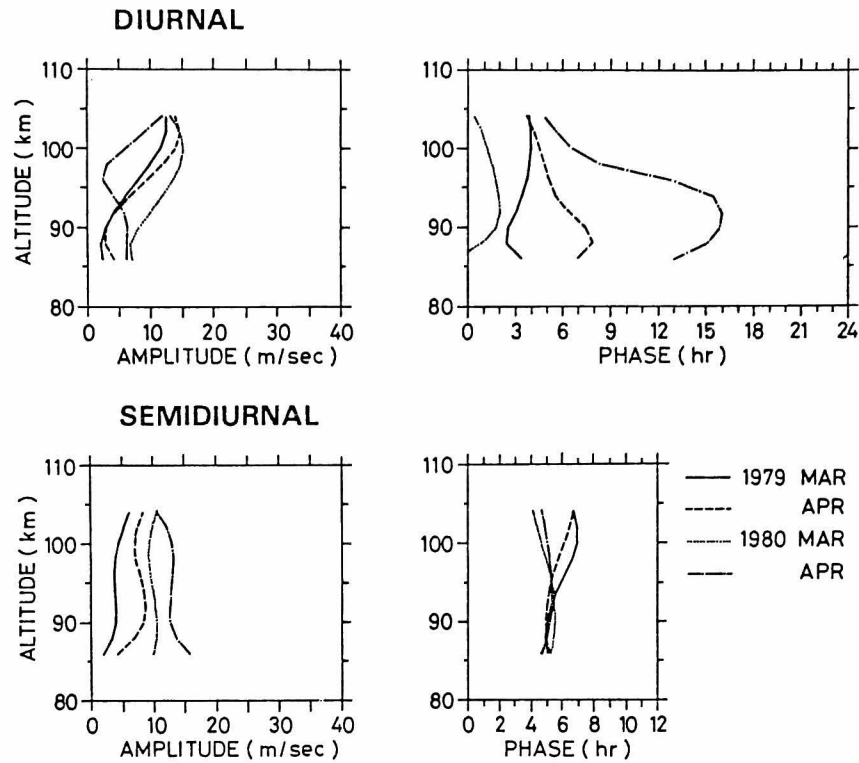 DIURNAL
110
100
90
80
ALTITUDE ( km )
0 10 20 30 40
AMPLITUDE ( m/sec )
110
100
90
80
0 3 6 9 12 15 18 21 24
PHASE ( hr )
SEMIDIURNAL
110
100
90
80
ALTITUDE ( km )
0 10 20 30 40
AMPLITUDE ( m/sec )
110
100
90
80
0 2 4 6 8 10 12
PHASE ( hr )
1979 MAR
APR
1980 MAR
APR